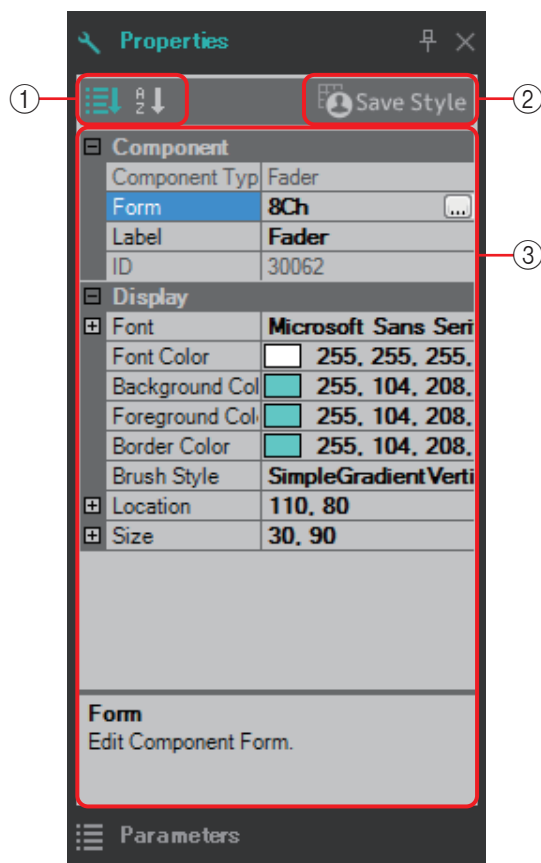 Properties
① A Z Save Style ②
Component
Component Typ Fader
Form 8Ch ...
Label Fader
ID 30062 ③
Display
Font Microsoft Sans Seri
Font Color 255, 255, 255,
Background Col 255, 104, 208,
Foreground Col 255, 104, 208,
Border Color 255, 104, 208,
Brush Style SimpleGradientVerti
Location 110, 80
Size 30, 90
Form
Edit Component Form.
Parameters